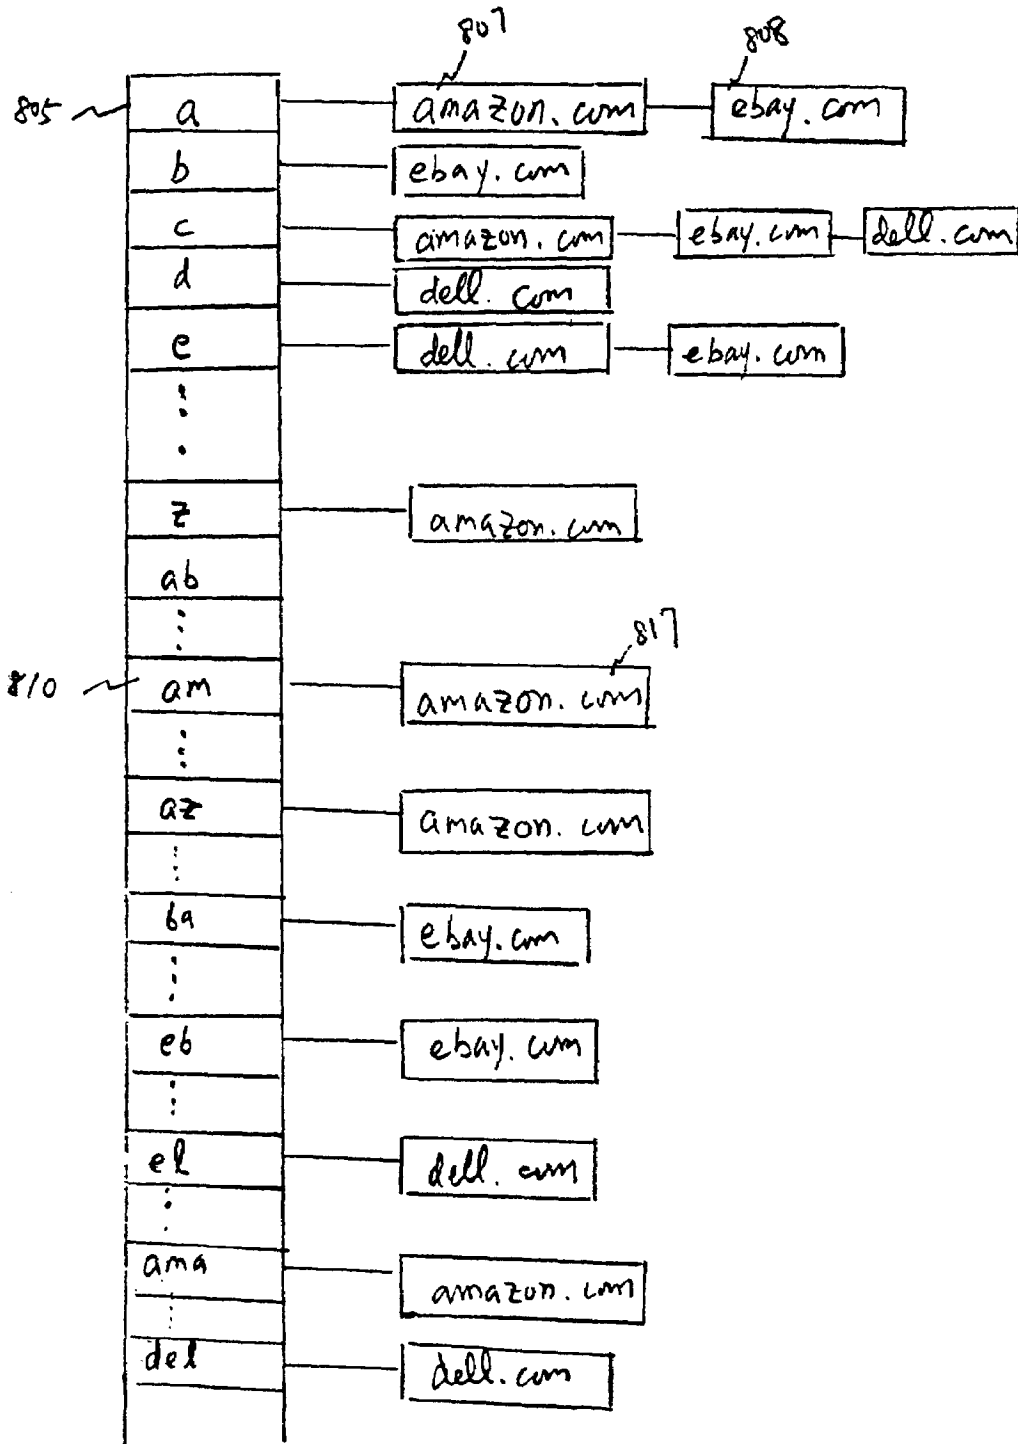 807
808
805
a amazon.com ebay.com
b ebay.com
c amazon.com ebay.com dell.com
d dell.com
e dell.com ebay.com
z amazon.com
ab
817
810
am amazon.com
az amazon.com
ba ebay.com
eb ebay.com
el dell.com
ama amazon.com
del dell.com